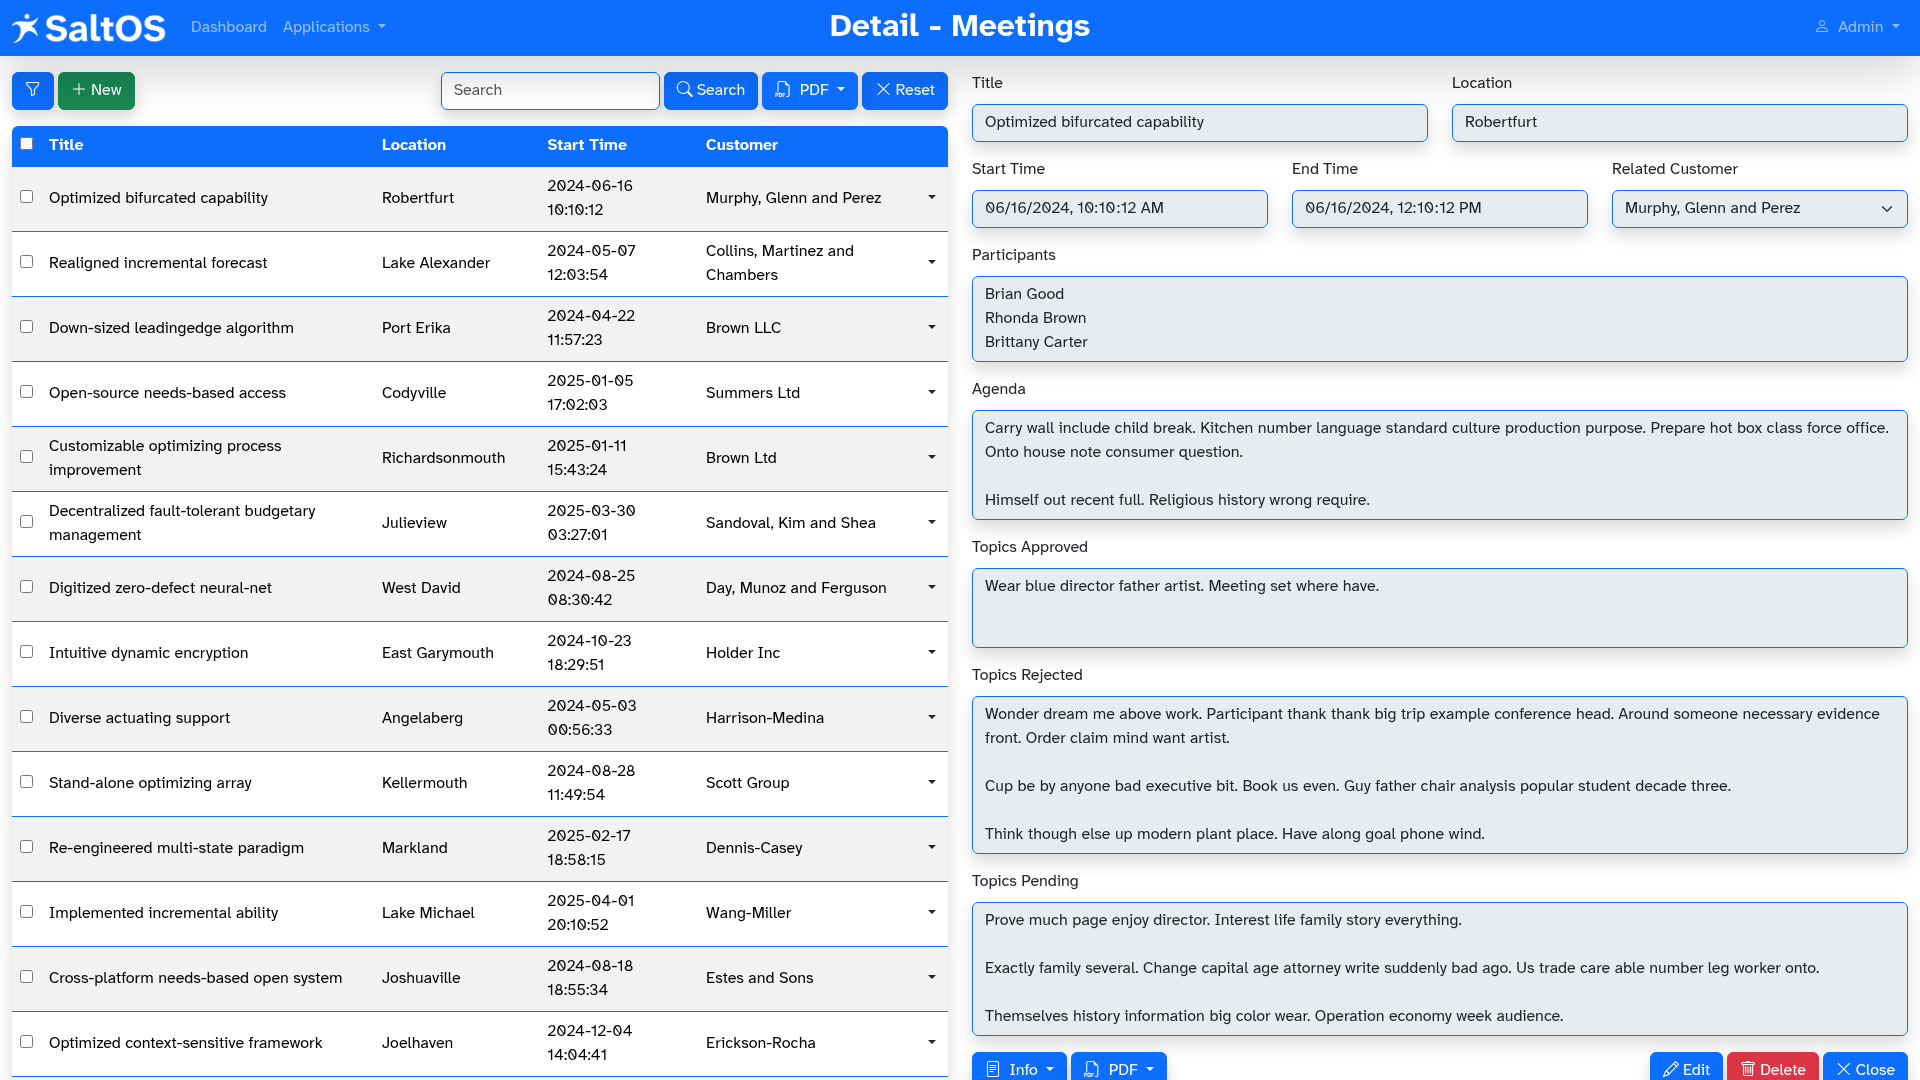 SaltOS
Dashboard
Applications
Detail - Meetings
Admin
New
Search
Search
PDF
Reset
Title
Location
Start Time
Customer
Optimized bifurcated capability
Robertfurt
2024-06-16
10:10:12
Murphy, Glenn and Perez
Realigned incremental forecast
Lake Alexander
2024-05-07
12:03:54
Collins, Martinez and
Chambers
Down-sized leadingedge algorithm
Port Erika
2024-04-22
11:57:23
Brown LLC
Open-source needs-based access
Codyville
2025-01-05
17:02:03
Summers Ltd
Customizable optimizing process
improvement
Richardsonmouth
2025-01-11
15:43:24
Brown Ltd
Decentralized fault-tolerant budgetary
management
Julieview
2025-03-30
03:27:01
Sandoval, Kim and Shea
Digitized zero-defect neural-net
West David
2024-08-25
08:30:42
Day, Munoz and Ferguson
Intuitive dynamic encryption
East Garymouth
2024-10-23
18:29:51
Holder Inc
Diverse actuating support
Angelaberg
2024-05-03
00:56:33
Harrison-Medina
Stand-alone optimizing array
Kellermouth
2024-08-28
11:49:54
Scott Group
Re-engineered multi-state paradigm
Markland
2025-02-17
18:58:15
Dennis-Casey
Implemented incremental ability
Lake Michael
2025-04-01
20:10:52
Wang-Miller
Cross-platform needs-based open system
Joshuaville
2024-08-18
18:55:34
Estes and Sons
Optimized context-sensitive framework
Joelhaven
2024-12-04
14:04:41
Erickson-Rocha
Title
Optimized bifurcated capability
Location
Robertfurt
Start Time
06/16/2024, 10:10:12 AM
End Time
06/16/2024, 12:10:12 PM
Related Customer
Murphy, Glenn and Perez
Participants
Brian Good
Rhonda Brown
Brittany Carter
Agenda
Carry wall include child break. Kitchen number language standard culture production purpose. Prepare hot box class force office.
Onto house note consumer question.
Himself out recent full. Religious history wrong require.
Topics Approved
Wear blue director father artist. Meeting set where have.
Topics Rejected
Wonder dream me above work. Participant thank thank big trip example conference head. Around someone necessary evidence
front. Order claim mind want artist.
Cup be by anyone bad executive bit. Book us even. Guy father chair analysis popular student decade three.
Think though else up modern plant place. Have along goal phone wind.
Topics Pending
Prove much page enjoy director. Interest life family story everything.
Exactly family several. Change capital age attorney write suddenly bad ago. Us trade care able number leg worker onto.
Themselves history information big color wear. Operation economy week audience.
Info
PDF
Edit
Delete
Close